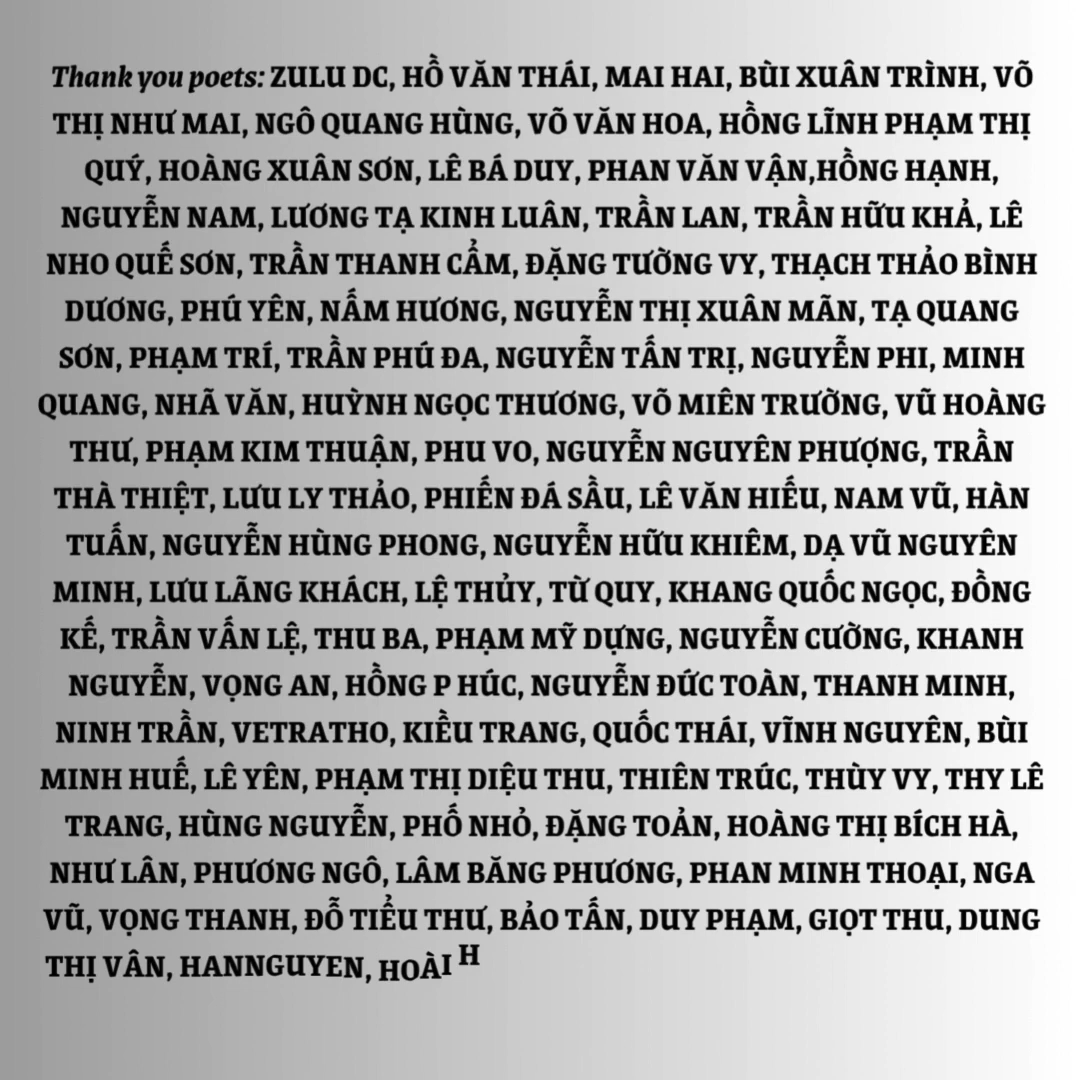 Thank you poets: ZULU DC, HỒ VĂN THÁI, MAI HAI, BÙI XUÂN TRÌNH, VÕ
THỊ NHƯ MAI, NGÔ QUANG HÙNG, VÕ VĂN HOA, HỒNG LĨNH PHẠM THỊ
QUÝ, HOÀNG XUÂN SƠN, LÊ BÁ DUY, PHAN VĂN VẬN,HỒNG HẠNH,
NGUYỄN NAM, LƯƠNG TẠ KINH LUÂN, TRẦN LAN, TRẦN HỮU KHẢ, LÊ
NHO QUẾ SƠN, TRẦN THANH CẨM, ĐẶNG TƯỜNG VY, THẠCH THẢO BÌNH
DƯƠNG, PHÚ YÊN, NẤM HƯƠNG, NGUYỄN THỊ XUÂN MÃN, TẠ QUANG
SƠN, PHẠM TRÍ, TRẦN PHÚ ĐA, NGUYỄN TẤN TRỊ, NGUYỄN PHI, MINH
QUANG, NHÃ VĂN, HUỲNH NGỌC THƯƠNG, VÕ MIÊN TRƯỜNG, VŨ HOÀNG
THƯ, PHẠM KIM THUẬN, PHU VO, NGUYỄN NGUYÊN PHƯỢNG, TRẦN
THÀ THIỆT, LƯU LY THẢO, PHIẾN ĐÁ SẦU, LÊ VĂN HIẾU, NAM VŨ, HÀN
TUẤN, NGUYỄN HÙNG PHONG, NGUYỄN HỮU KHIÊM, DẠ VŨ NGUYÊN
MINH, LƯU LÃNG KHÁCH, LỆ THỦY, TỪ QUY, KHANG QUỐC NGỌC, ĐỒNG
KẾ, TRẦN VẤN LỆ, THU BA, PHẠM MỸ DỰNG, NGUYỄN CƯỜNG, KHANH
NGUYỄN, VỌNG AN, HỒNG P HÚC, NGUYỄN ĐỨC TOÀN, THANH MINH,
NINH TRẦN, VETRATHO, KIỀU TRANG, QUỐC THÁI, VĨNH NGUYÊN, BÙI
MINH HUẾ, LÊ YÊN, PHẠM THỊ DIỆU THU, THIÊN TRÚC, THÙY VY, THY LÊ
TRANG, HÙNG NGUYỄN, PHỐ NHỎ, ĐẶNG TOẢN, HOÀNG THỊ BÍCH HÀ,
NHƯ LÂN, PHƯƠNG NGÔ, LÂM BĂNG PHƯƠNG, PHAN MINH THOẠI, NGA
VŨ, VỌNG THANH, ĐỖ TIỂU THƯ, BẢO TẤN, DUY PHẠM, GIỌT THU, DUNG
THỊ VÂN, HANNGUYEN, HOÀI H